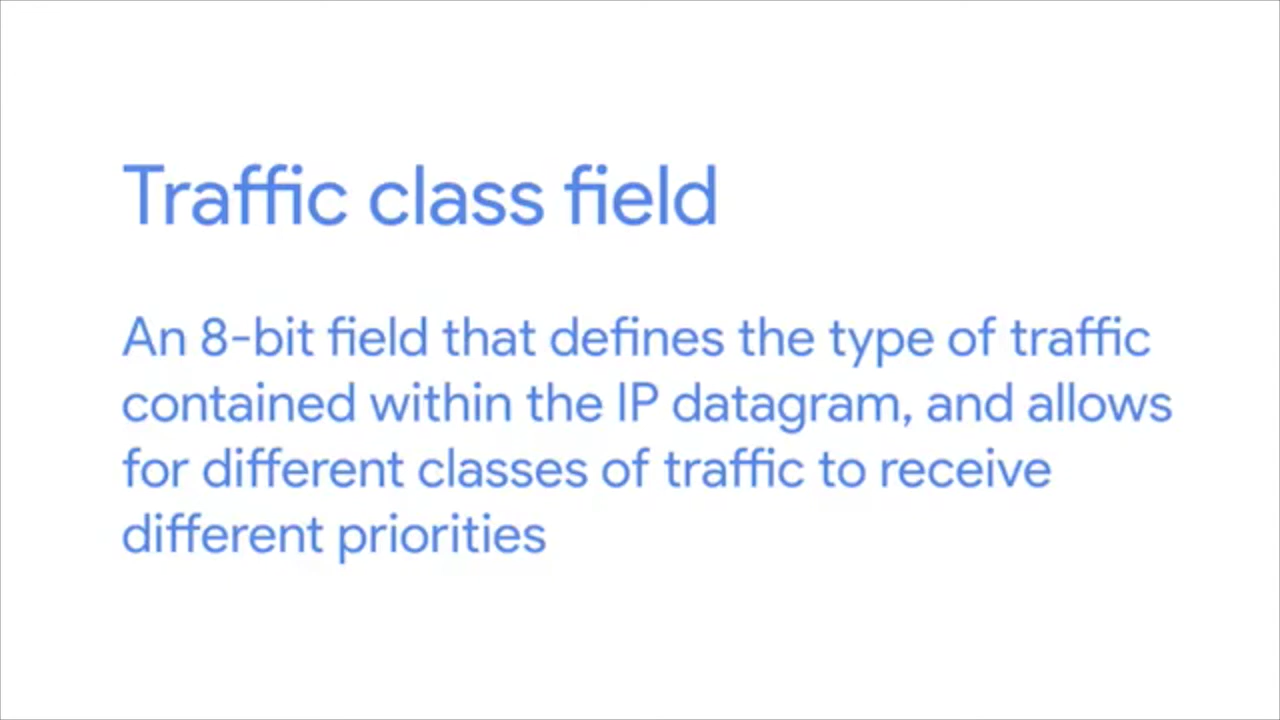 Traffic class field
An 8-bit field that defines the type of traffic
contained within the IP datagram, and allows
for different classes of traffic to receive
different priorities